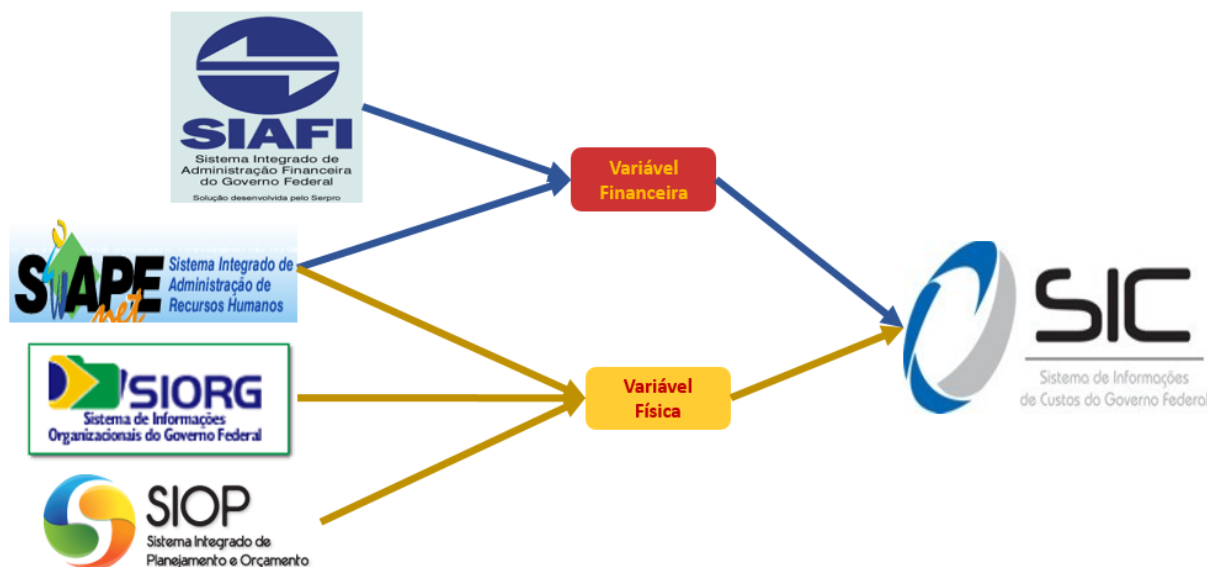 SIAFI
Sistema Integrado de
Administração Financeira
do Governo Federal
Solução desenvolvida pelo Serpro
Variável
Financeira
SIAPE
net
Sistema Integrado de
Administração de
Recursos Humanos
SIORG
Sistema de Informações
Organizacionais do Governo Federal
Variável
Física
SIC
Sistema de Informações
de Custos do Governo Federal
SIOP
Sistema Integrado de
Planejamento e Orçamento